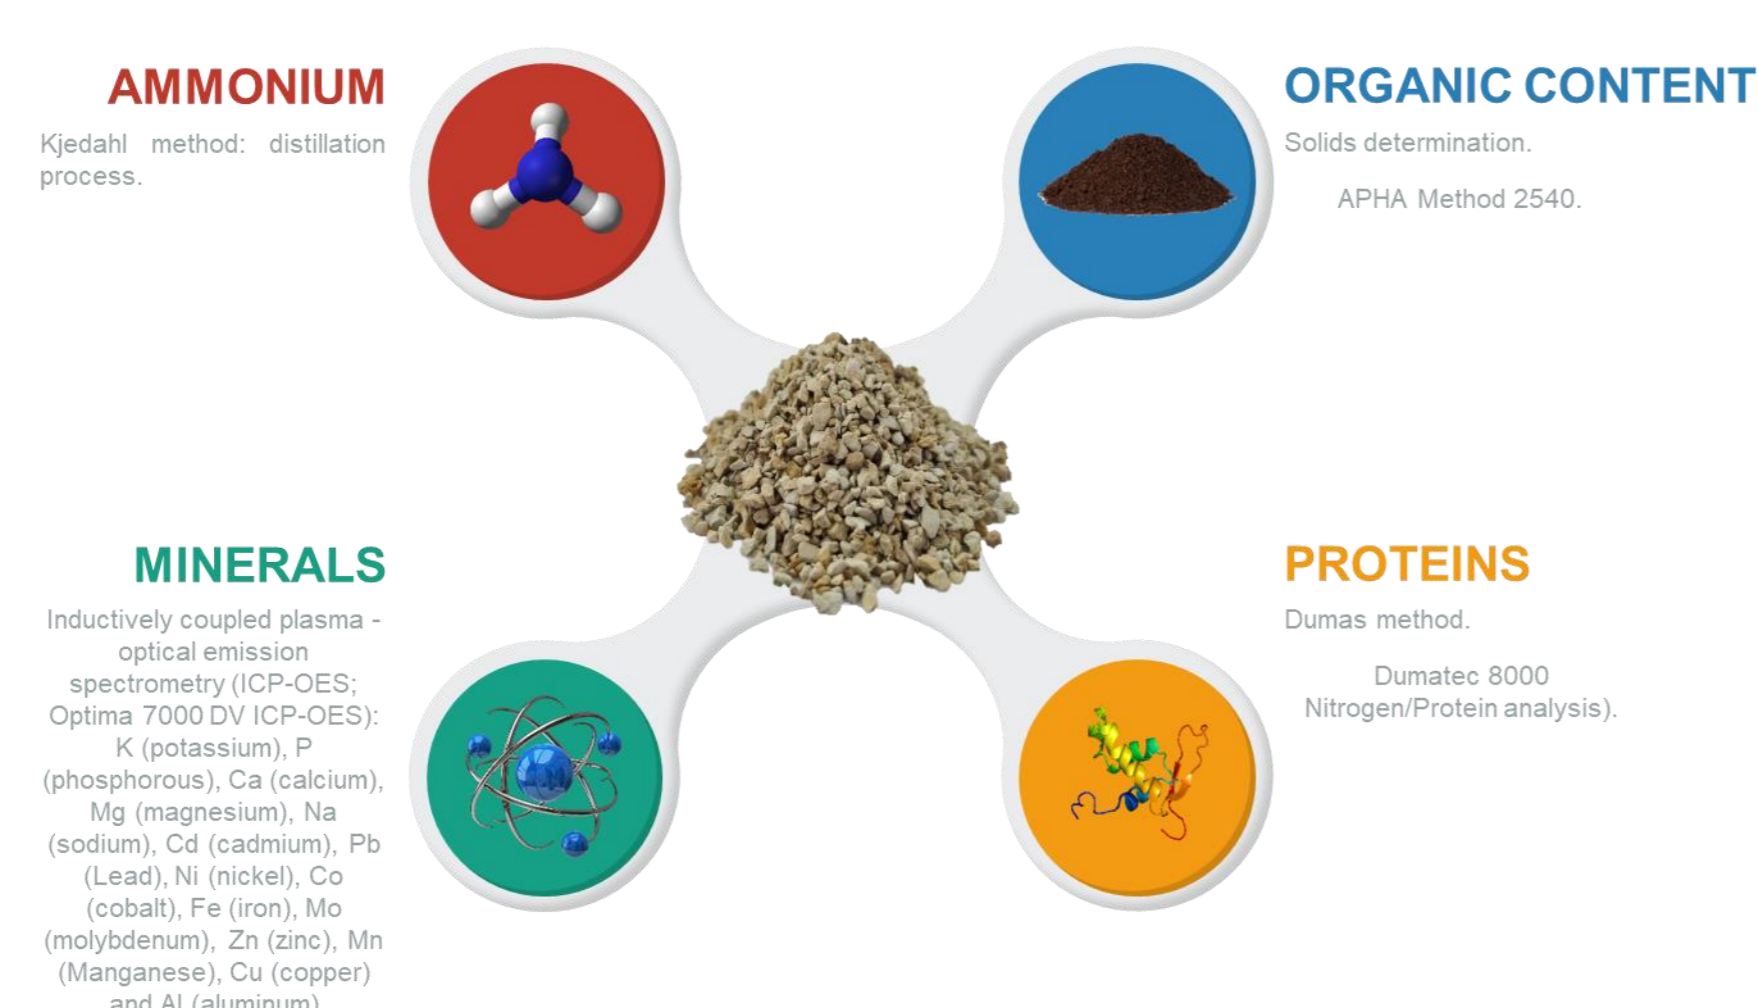 AMMONIUM
Kjedahl method: distillation
process.
ORGANIC CONTENT
Solids determination.
APHA Method 2540.
MINERALS
Inductively coupled plasma -
optical emission
spectrometry (ICP-OES;
Optima 7000 DV ICP-OES):
K (potassium), P
(phosphorous), Ca (calcium),
Mg (magnesium), Na
(sodium), Cd (cadmium), Pb
(Lead), Ni (nickel), Co
(cobalt), Fe (iron), Mo
(molybdenum), Zn (zinc), Mn
(Manganese), Cu (copper)
and Al (aluminum)
PROTEINS
Dumas method.
Dumatec 8000
Nitrogen/Protein analysis).